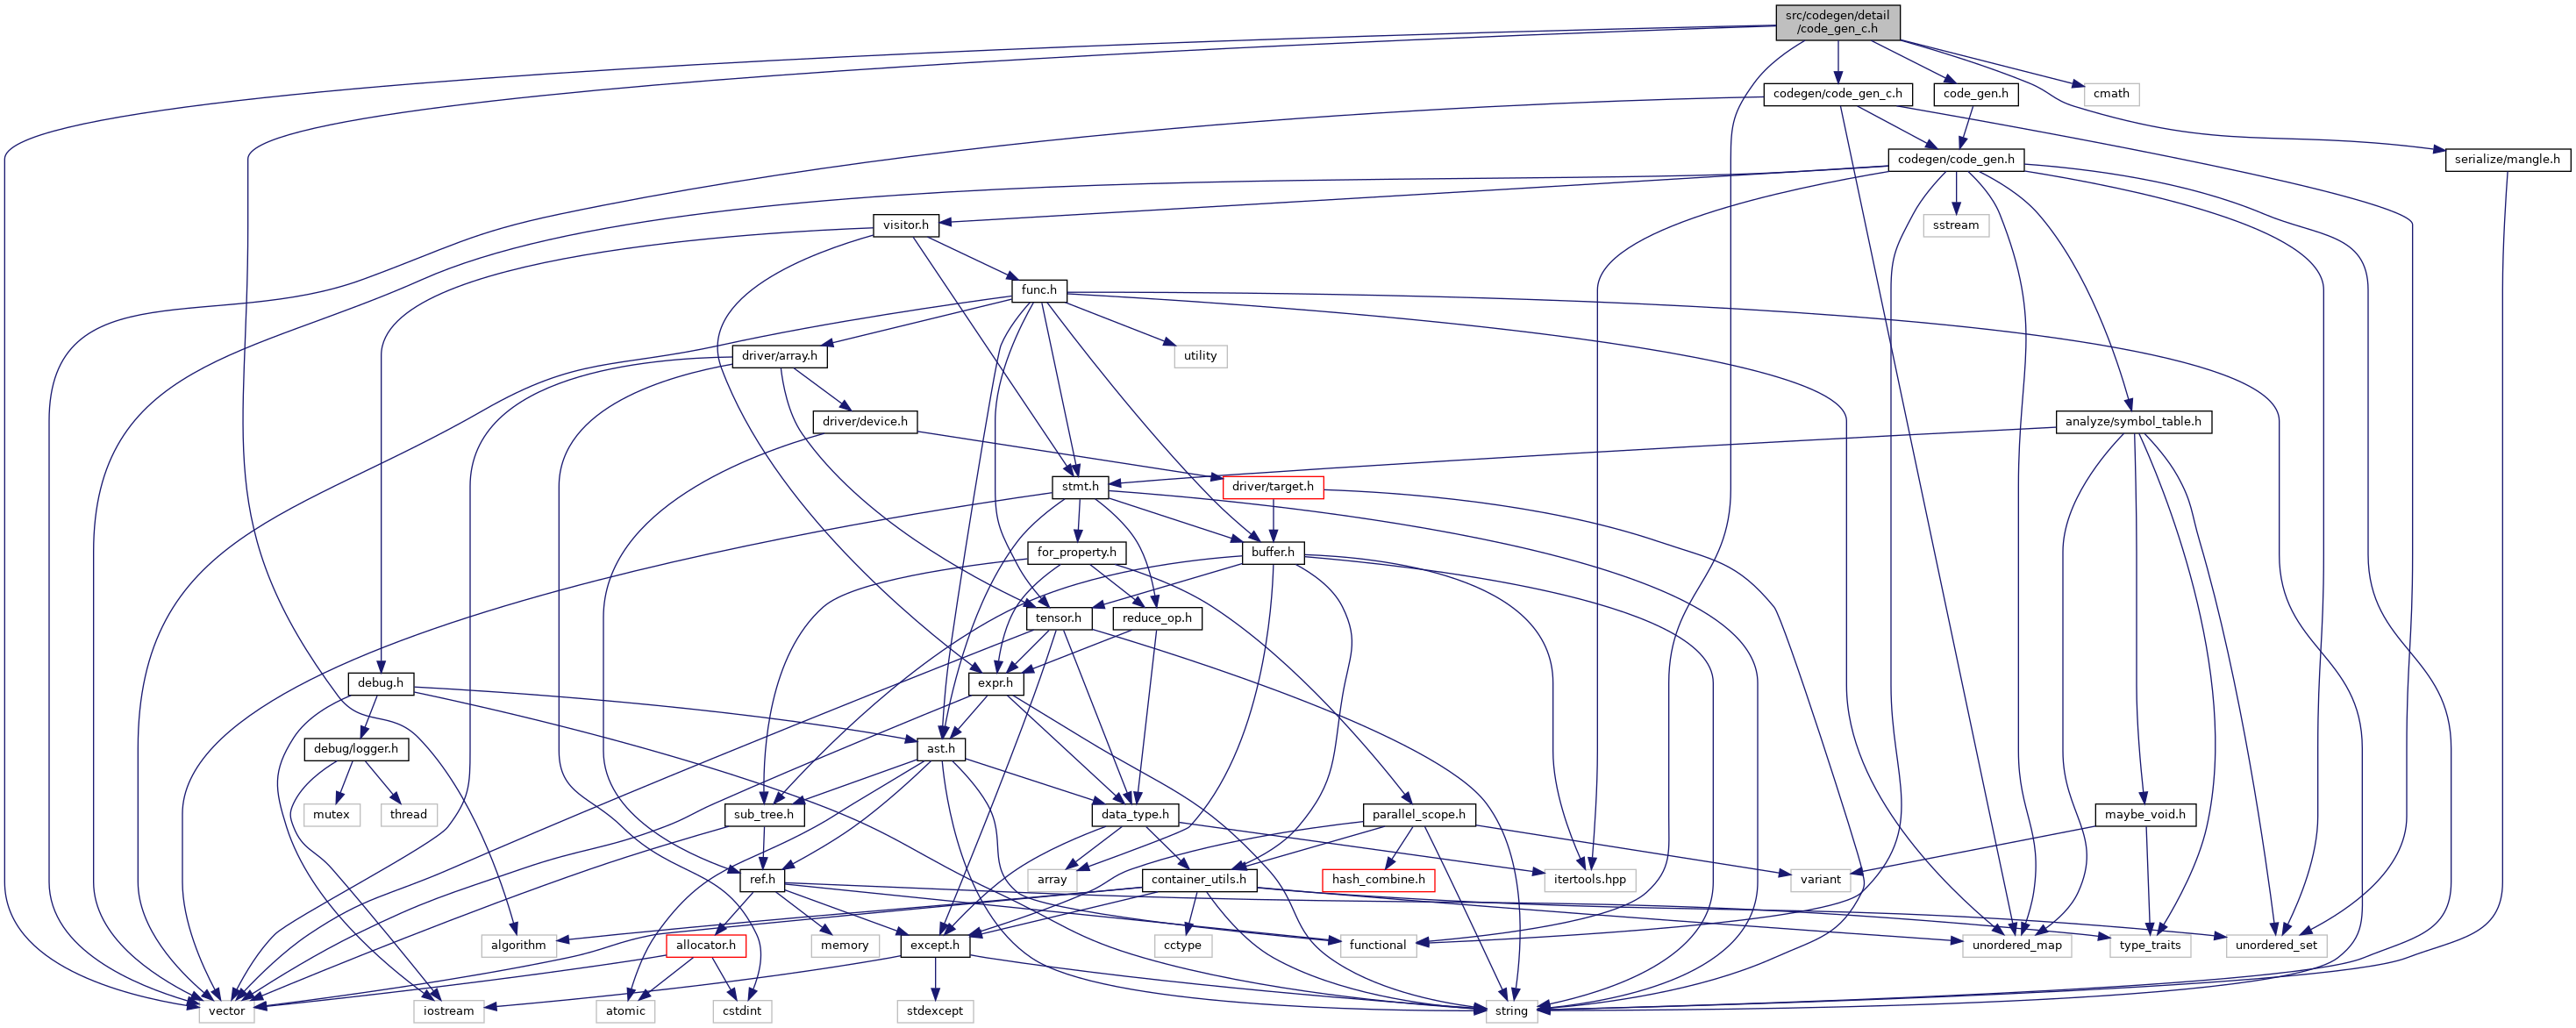 src/codegen/detail
/code_gen_c.h
codegen/code_gen_c.h
code_gen.h
cmath
codegen/code_gen.h
serialize/mangle.h
visitor.h
sstream
func.h
driver/array.h
utility
driver/device.h
analyze/symbol_table.h
stmt.h
driver/target.h
for_property.h
buffer.h
tensor.h
reduce_op.h
debug.h
expr.h
debug/logger.h
ast.h
mutex
thread
sub_tree.h
data_type.h
parallel_scope.h
maybe_void.h
ref.h
array
container_utils.h
hash_combine.h
itertools.hpp
variant
algorithm
allocator.h
memory
except.h
cctype
functional
unordered_map
type_traits
unordered_set
vector
iostream
atomic
cstdint
stdexcept
string